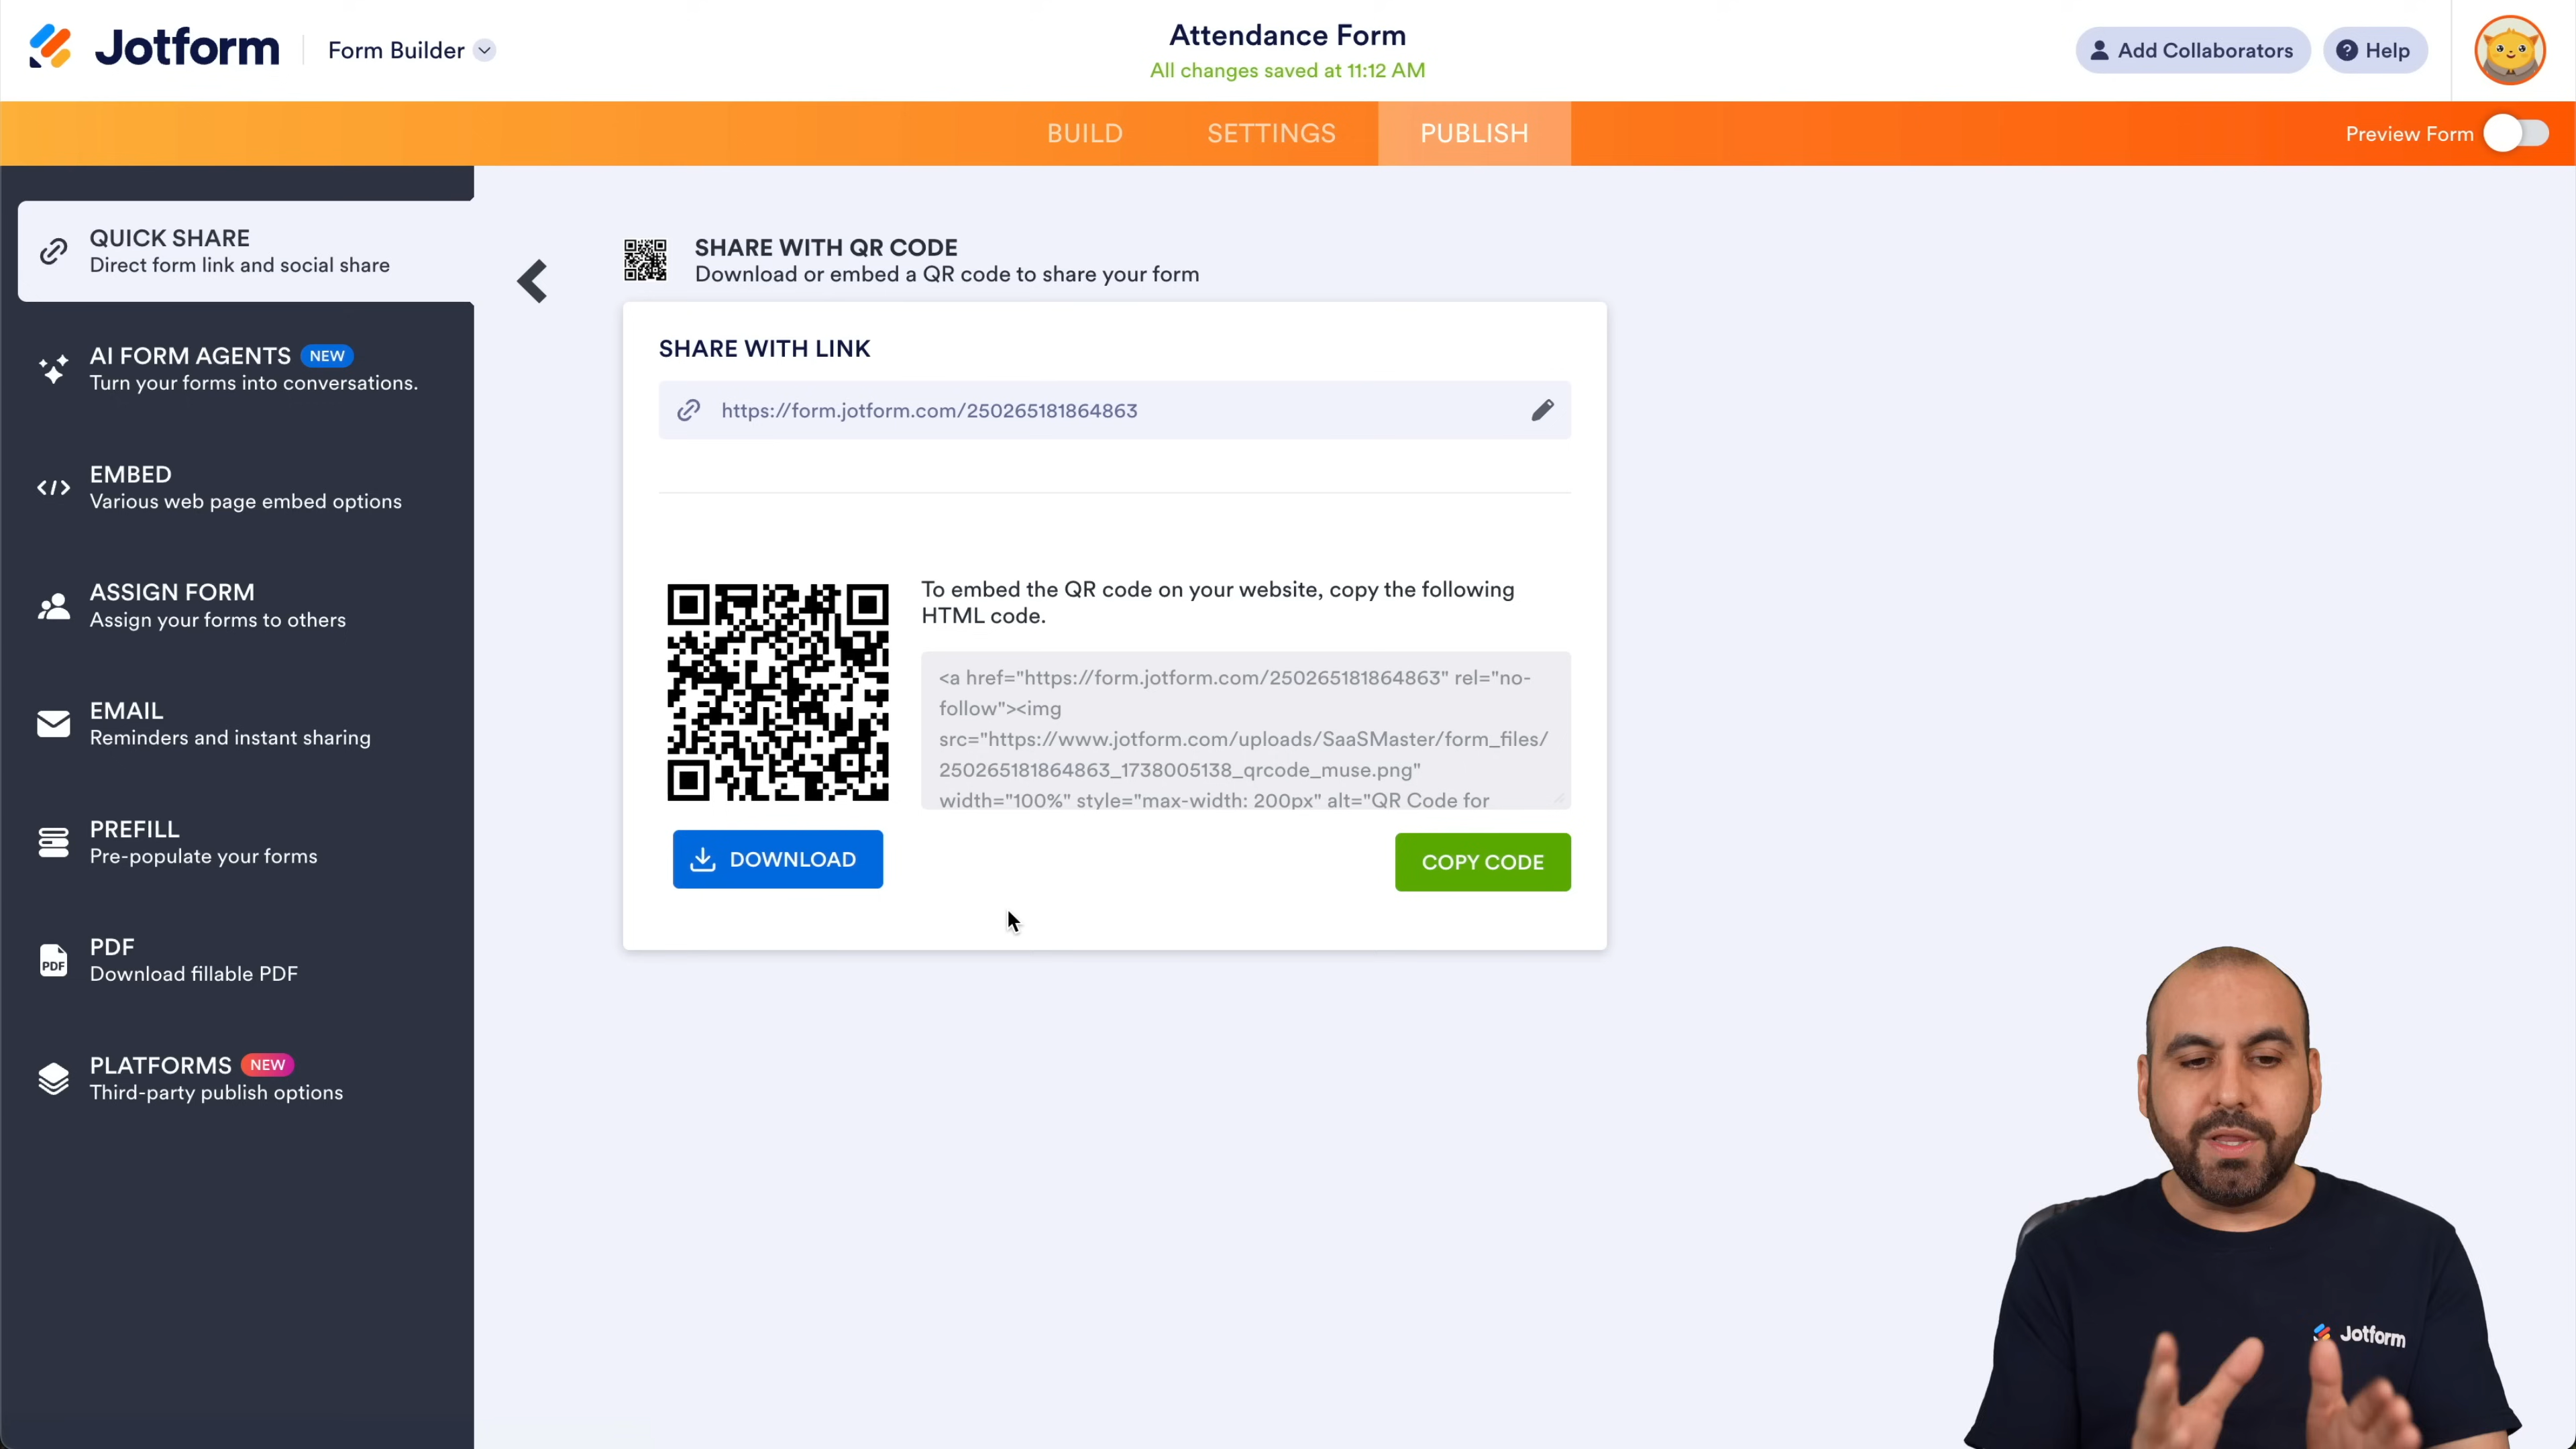 Jotform
Form Builder
Attendance Form
All changes saved at 11:12 AM
Add Collaborators
Help
BUILD
SETTINGS
PUBLISH
Preview Form
QUICK SHARE
Direct form link and social share
AI FORM AGENTS NEW
Turn your forms into conversations.
EMBED
Various web page embed options
ASSIGN FORM
Assign your forms to others
EMAIL
Reminders and instant sharing
PREFILL
Pre-populate your forms
PDF
PDF
Download fillable PDF
PLATFORMS NEW
Third-party publish options
SHARE WITH QR CODE
Download or embed a QR code to share your form
SHARE WITH LINK
https://form.jotform.com/250265181864863
To embed the QR code on your website, copy the following
HTML code.
<a href="https://form.jotform.com/250265181864863" rel="no-
follow"><img
src="https://www.jotform.com/uploads/SaaSMaster/form_files/
250265181864863_1738005138_qrcode_muse.png"
width="100%" style="max-width: 200px" alt="QR Code for
DOWNLOAD
COPY CODE
Jotform